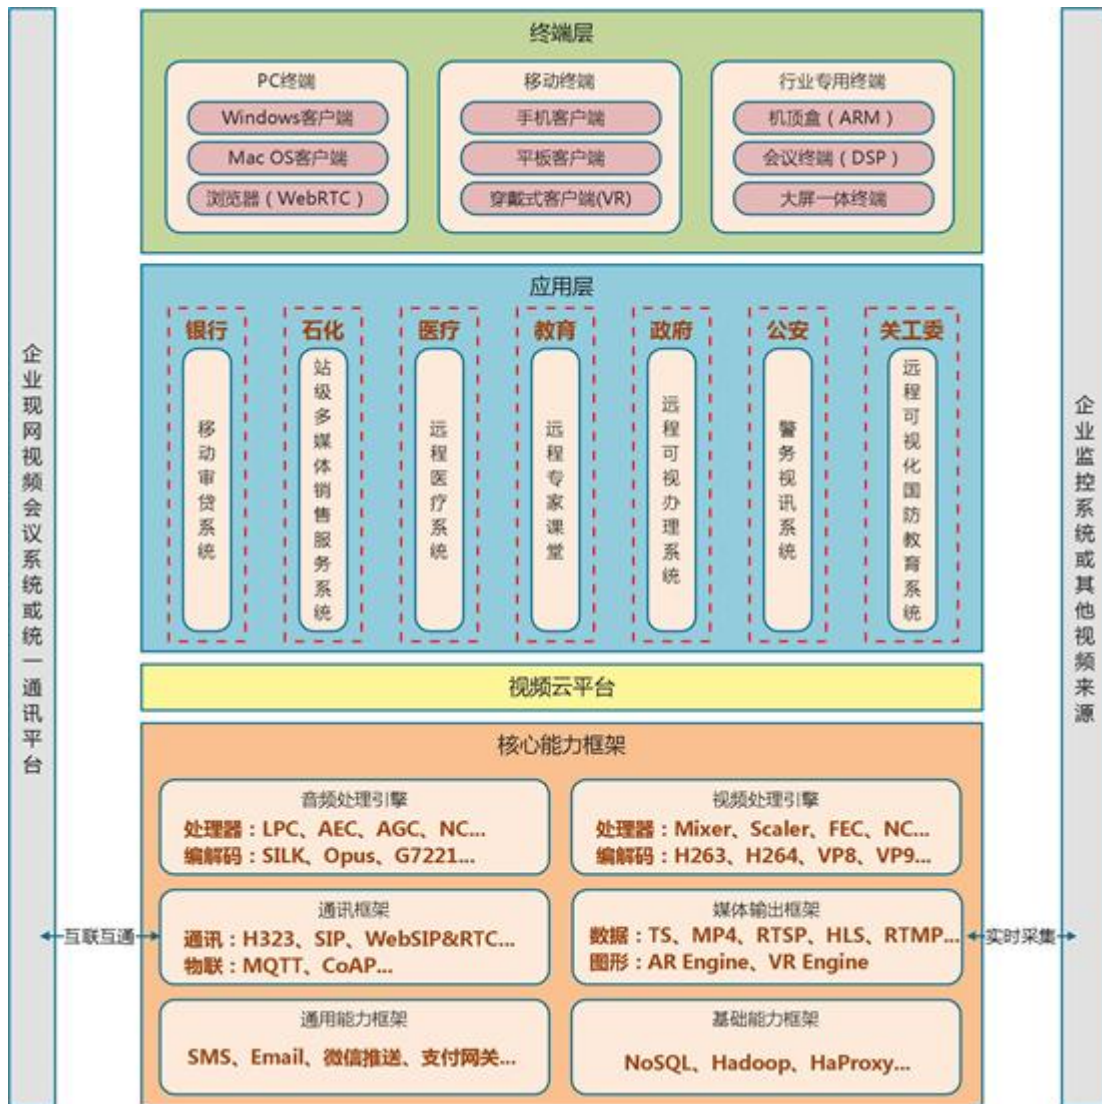 终端层
PC终端
Windows客户端
Mac OS客户端
浏览器（WebRTC）
移动终端
手机客户端
平板客户端
穿戴式客户端(VR)
行业专用终端
机顶盒（ARM）
会议终端（DSP）
大屏一体终端
应用层
银行
移动审贷系统
石化
站级多媒体销售服务系统
医疗
远程医疗系统
教育
远程专家课堂
政府
远程可视办理系统
公安
警务视讯系统
关工委
远程可视化国防教育系统
视频云平台
核心能力框架
音频处理引擎
处理器：LPC、AEC、AGC、NC...
编解码：SILK、Opus、G7221...
视频处理引擎
处理器：Mixer、Scaler、FEC、NC...
编解码：H263、H264、VP8、VP9...
通讯框架
通讯：H323、SIP、WebSIP&RTC...
物联：MQTT、CoAP...
媒体输出框架
数据：TS、MP4、RTSP、HLS、RTMP...
图形：AR Engine、VR Engine
通用能力框架
SMS、Email、微信推送、支付网关...
基础能力框架
NoSQL、Hadoop、HaProxy...
企业现网视频会议系统或统一通讯平台
互联互通
实时采集
企业监控系统或其他视频来源